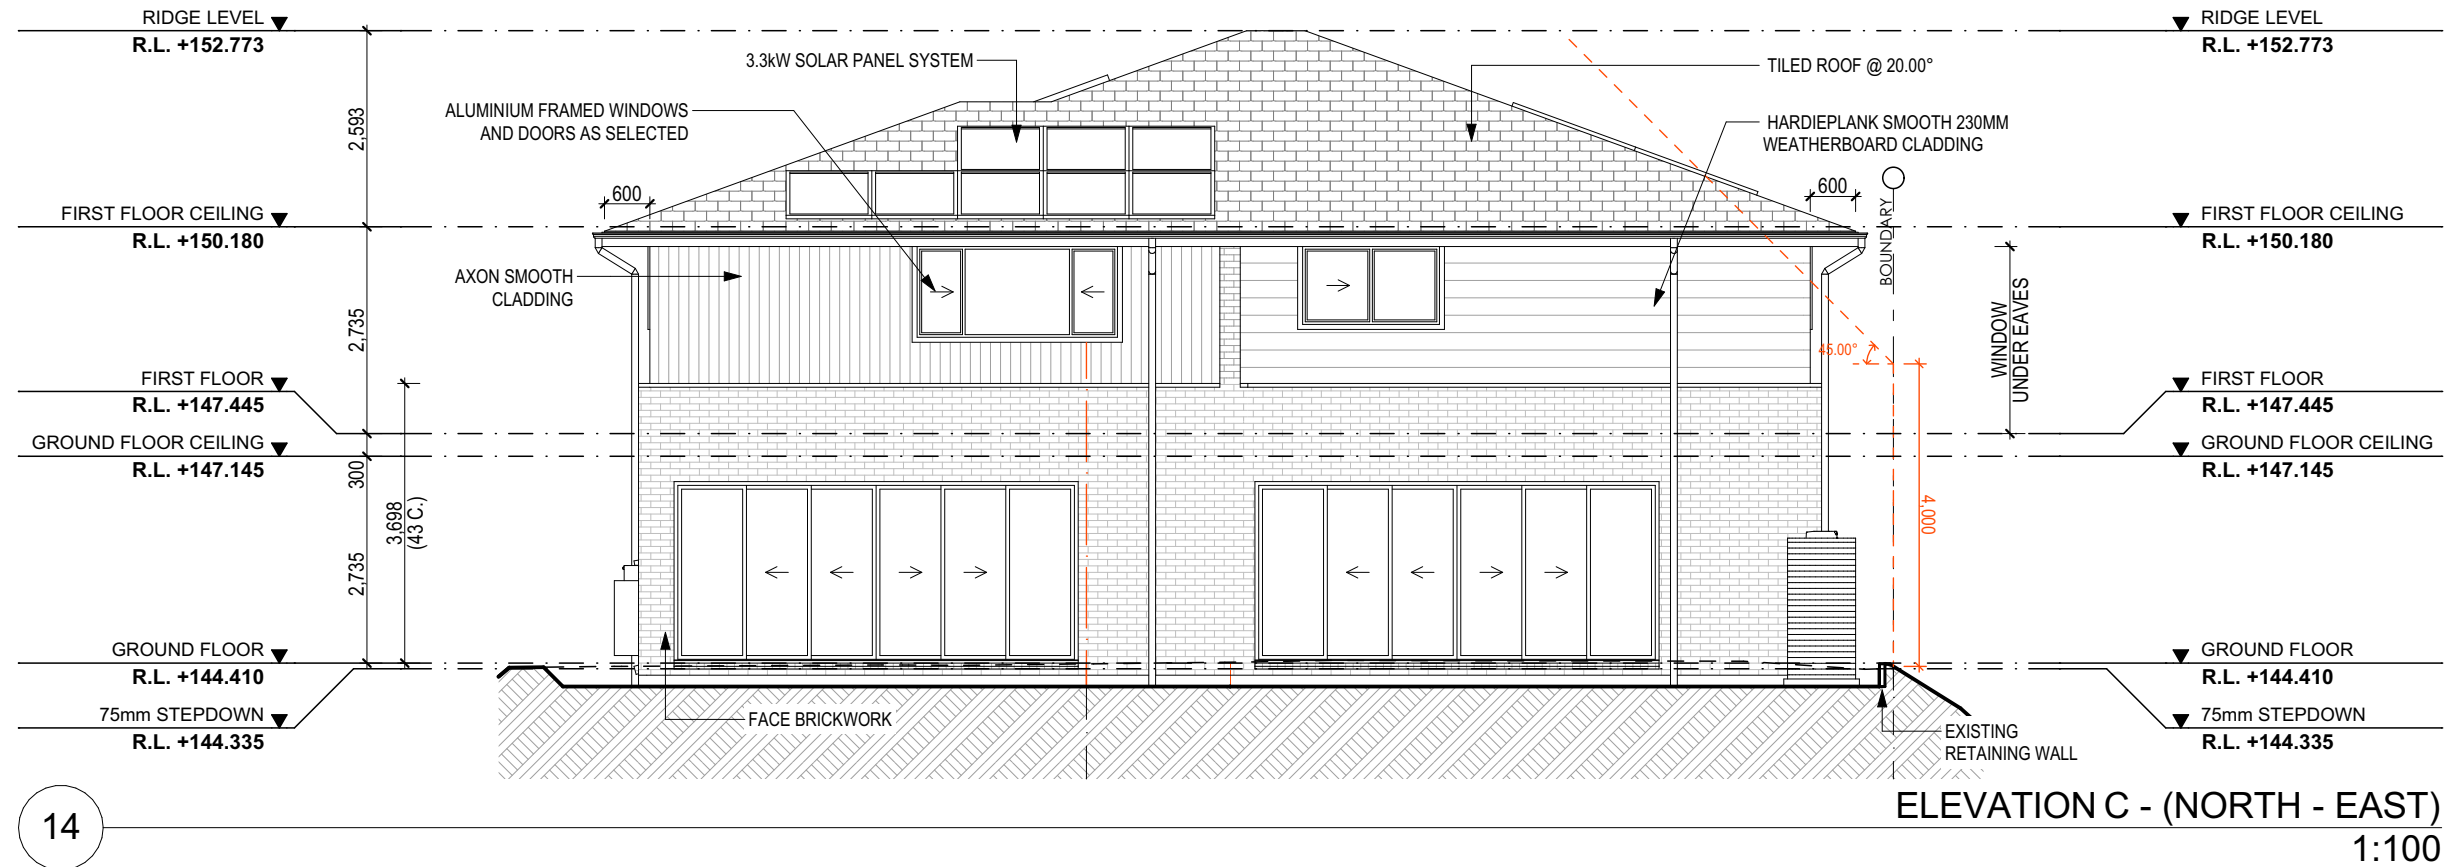 RIDGE LEVEL
R.L. +152.773
FIRST FLOOR CEILING
R.L. +150.180
FIRST FLOOR
R.L. +147.445
GROUND FLOOR CEILING
R.L. +147.145
GROUND FLOOR
R.L. +144.410
75mm STEPDOWN
R.L. +144.335
2,593
2,735
300
2,735
3,698
(43 C.)
3.3kW SOLAR PANEL SYSTEM
ALUMINIUM FRAMED WINDOWS
AND DOORS AS SELECTED
600
AXON SMOOTH
CLADDING
FACE BRICKWORK
TILED ROOF @ 20.00°
HARDIEPLANK SMOOTH 230MM
WEATHERBOARD CLADDING
600
BOUNDARY
45.00°
4,000
WINDOW
UNDER EAVES
EXISTING
RETAINING WALL
RIDGE LEVEL
R.L. +152.773
FIRST FLOOR CEILING
R.L. +150.180
FIRST FLOOR
R.L. +147.445
GROUND FLOOR CEILING
R.L. +147.145
GROUND FLOOR
R.L. +144.410
75mm STEPDOWN
R.L. +144.335
14
ELEVATION C - (NORTH - EAST)
1:100